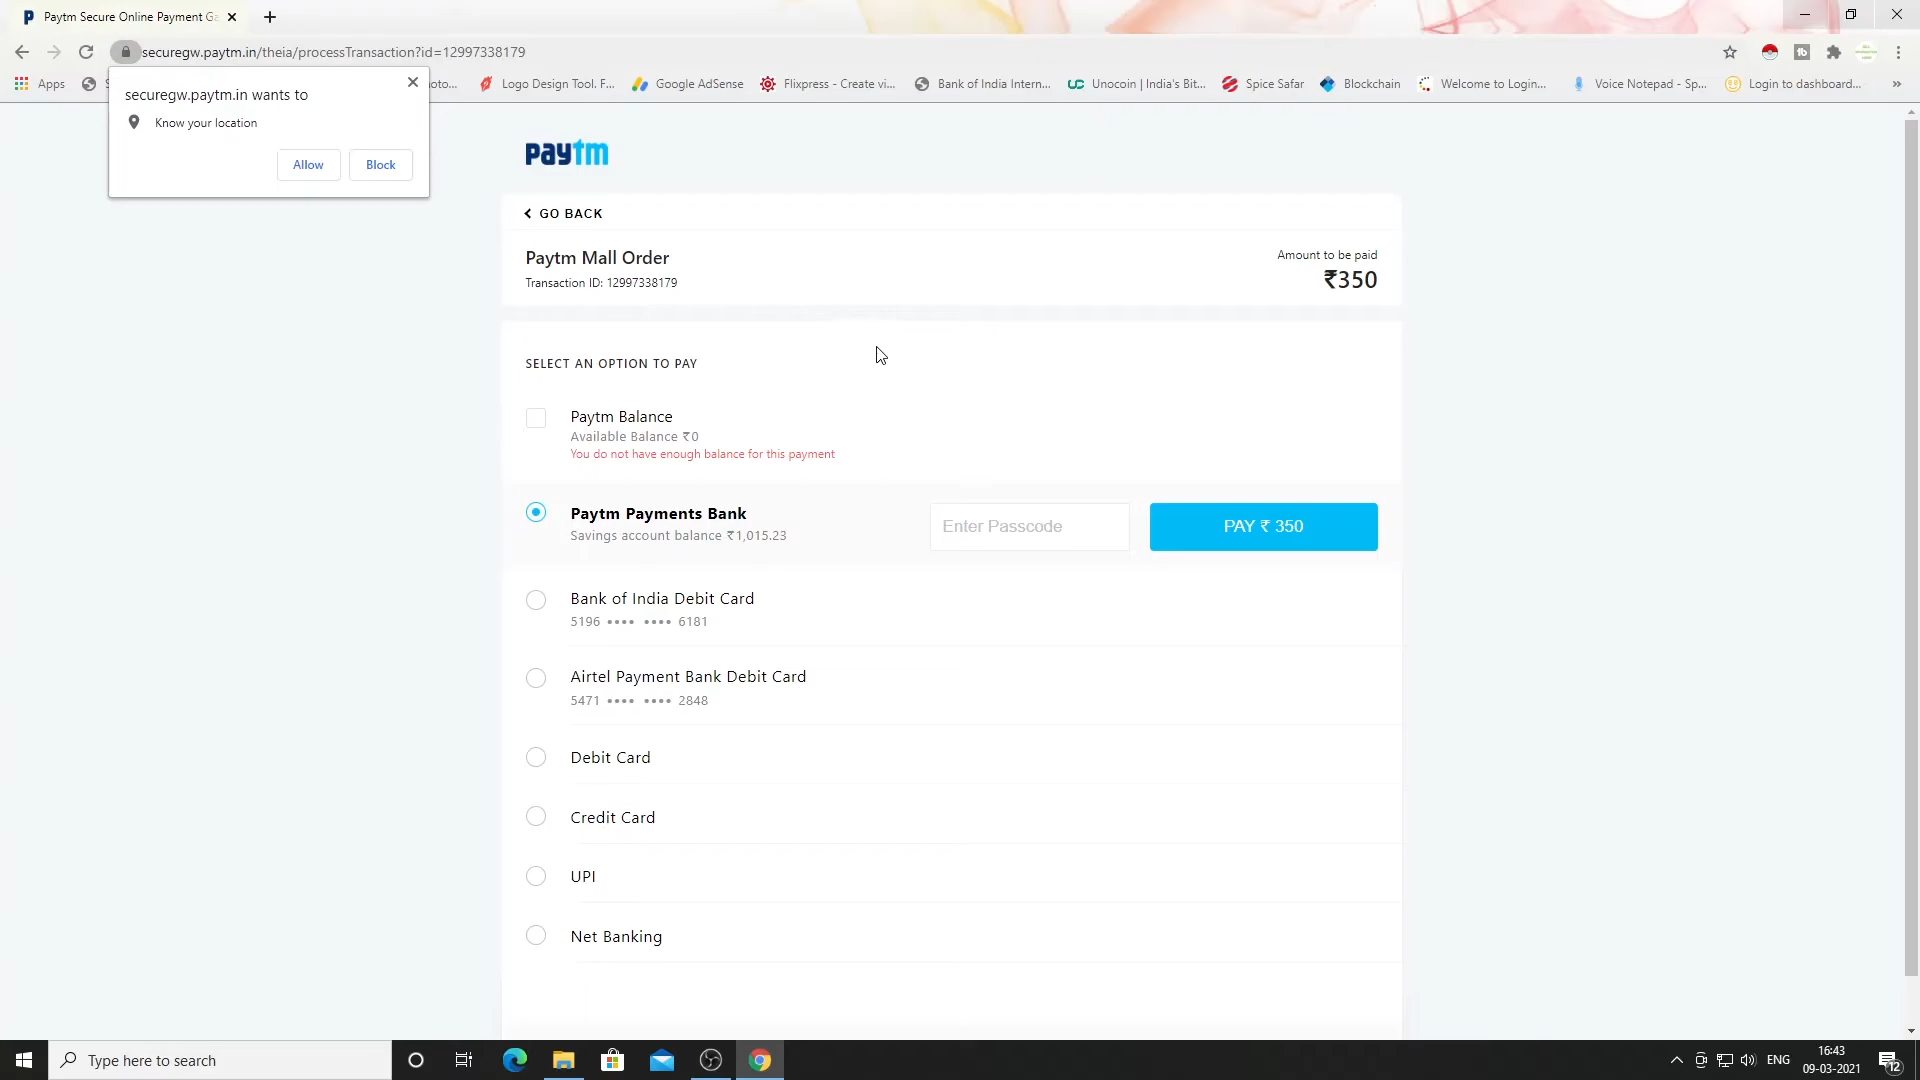 Paytm Secure Online Payment Ga
securegw.paytm.in/theia/processTransaction?id=12997338179
Apps
Logo Design Tool. F...
Google AdSense
Flixpress - Create vi...
Bank of India Intern...
Unocoin | India's Bit...
Spice Safar
Blockchain
Welcome to Login...
Voice Notepad - Sp...
Login to dashboard...
»
securegw.paytm.in wants to
Know your location
Allow
Block
paytm
GO BACK
Paytm Mall Order
Transaction ID: 12997338179
Amount to be paid
₹350
SELECT AN OPTION TO PAY
Paytm Balance
Available Balance ₹0
You do not have enough balance for this payment
Paytm Payments Bank
Savings account balance ₹1,015.23
Enter Passcode
PAY ₹ 350
Bank of India Debit Card
5196 •••• •••• 6181
Airtel Payment Bank Debit Card
5471 •••• •••• 2848
Debit Card
Credit Card
UPI
Net Banking
Type here to search
ENG
16:43
09-03-2021
12